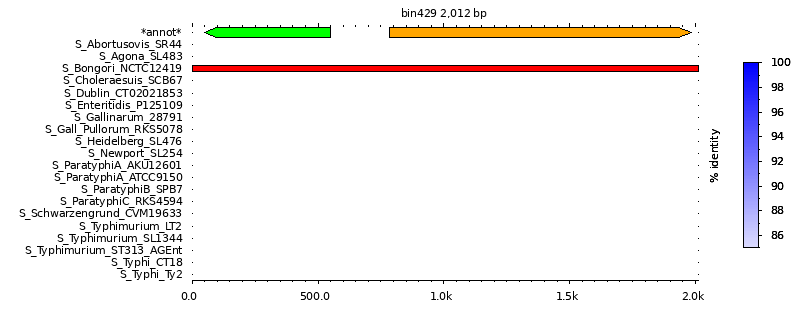 bin429 2,012 bp
*annot*
S_Abortusovis_SR44
S_Agona_SL483
S_Bongori_NCTC12419
S_Choleraesuis_SCB67
S_Dublin_CT02021853
S_Enteritidis_P125109
S_Gallinarum_28791
S_Gall_Pullorum_RKS5078
S_Heidelberg_SL476
S_Newport_SL254
S_ParatyphiA_AKU12601
S_ParatyphiA_ATCC9150
S_ParatyphiB_SPB7
S_ParatyphiC_RKS4594
S_Schwarzengrund_CVM19633
S_Typhimurium_LT2
S_Typhimurium_SL1344
S_Typhimurium_ST313_AGEnt
S_Typhi_CT18
S_Typhi_Ty2
0.0 500.0 1.0k 1.5k 2.0k
% identity
100
98
96
94
92
90
88
86